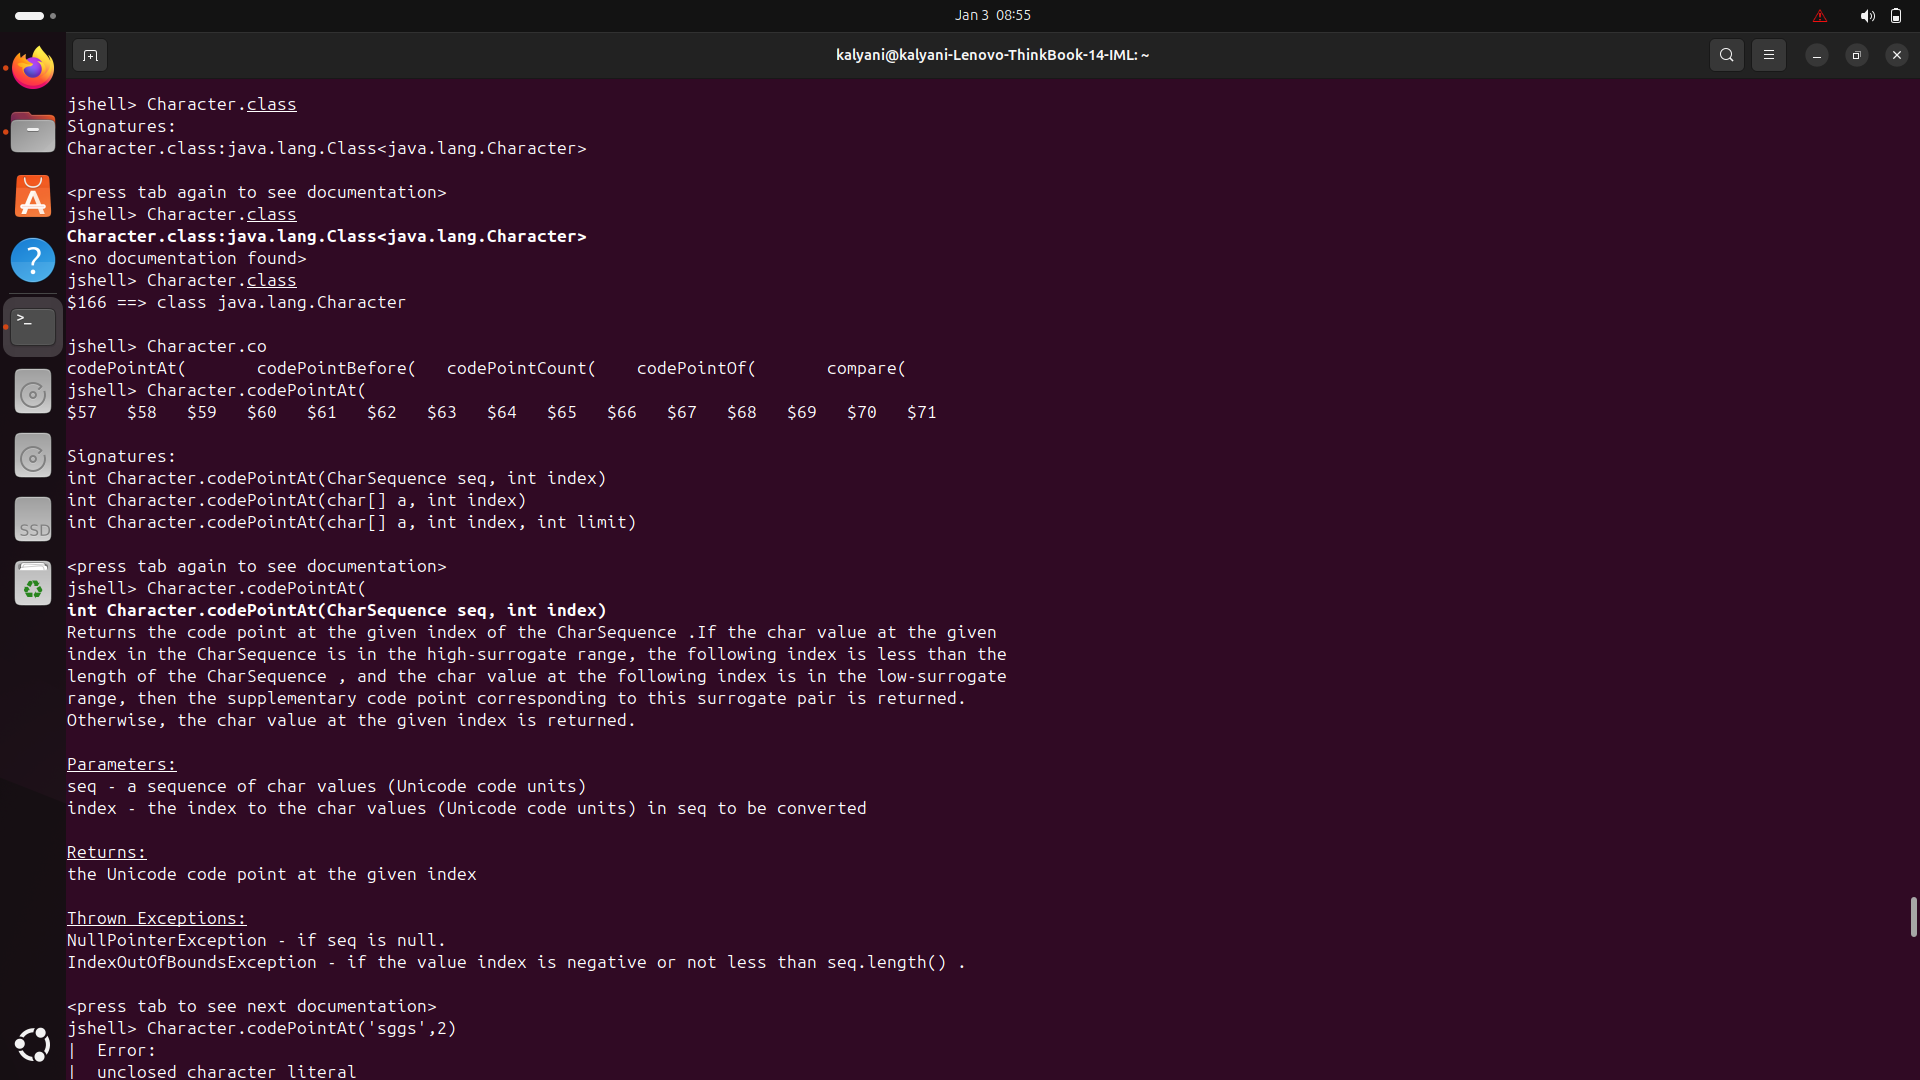 Jan 3 08:55
kalyani@kalyani-Lenovo-ThinkBook-14-IML: ~
jshell> Character.class
Signatures:
Character.class:java.lang.Class<java.lang.Character>
<press tab again to see documentation>
jshell> Character.class
Character.class:java.lang.Class<java.lang.Character>
<no documentation found>
jshell> Character.class
$166 ==> class java.lang.Character
jshell> Character.co
codePointAt( codePointBefore( codePointCount( codePointOf( compare(
jshell> Character.codePointAt(
$57 $58 $59 $60 $61 $62 $63 $64 $65 $66 $67 $68 $69 $70 $71
Signatures:
int Character.codePointAt(CharSequence seq, int index)
int Character.codePointAt(char[] a, int index)
int Character.codePointAt(char[] a, int index, int limit)
<press tab again to see documentation>
jshell> Character.codePointAt(
int Character.codePointAt(CharSequence seq, int index)
Returns the code point at the given index of the CharSequence .If the char value at the given
index in the CharSequence is in the high-surrogate range, the following index is less than the
length of the CharSequence , and the char value at the following index is in the low-surrogate
range, then the supplementary code point corresponding to this surrogate pair is returned.
Otherwise, the char value at the given index is returned.
Parameters:
seq - a sequence of char values (Unicode code units)
index - the index to the char values (Unicode code units) in seq to be converted
Returns:
the Unicode code point at the given index
Thrown Exceptions:
NullPointerException - if seq is null.
IndexOutOfBoundsException - if the value index is negative or not less than seq.length() .
<press tab to see next documentation>
jshell> Character.codePointAt('sggs',2)
| Error:
| unclosed character literal
SSD